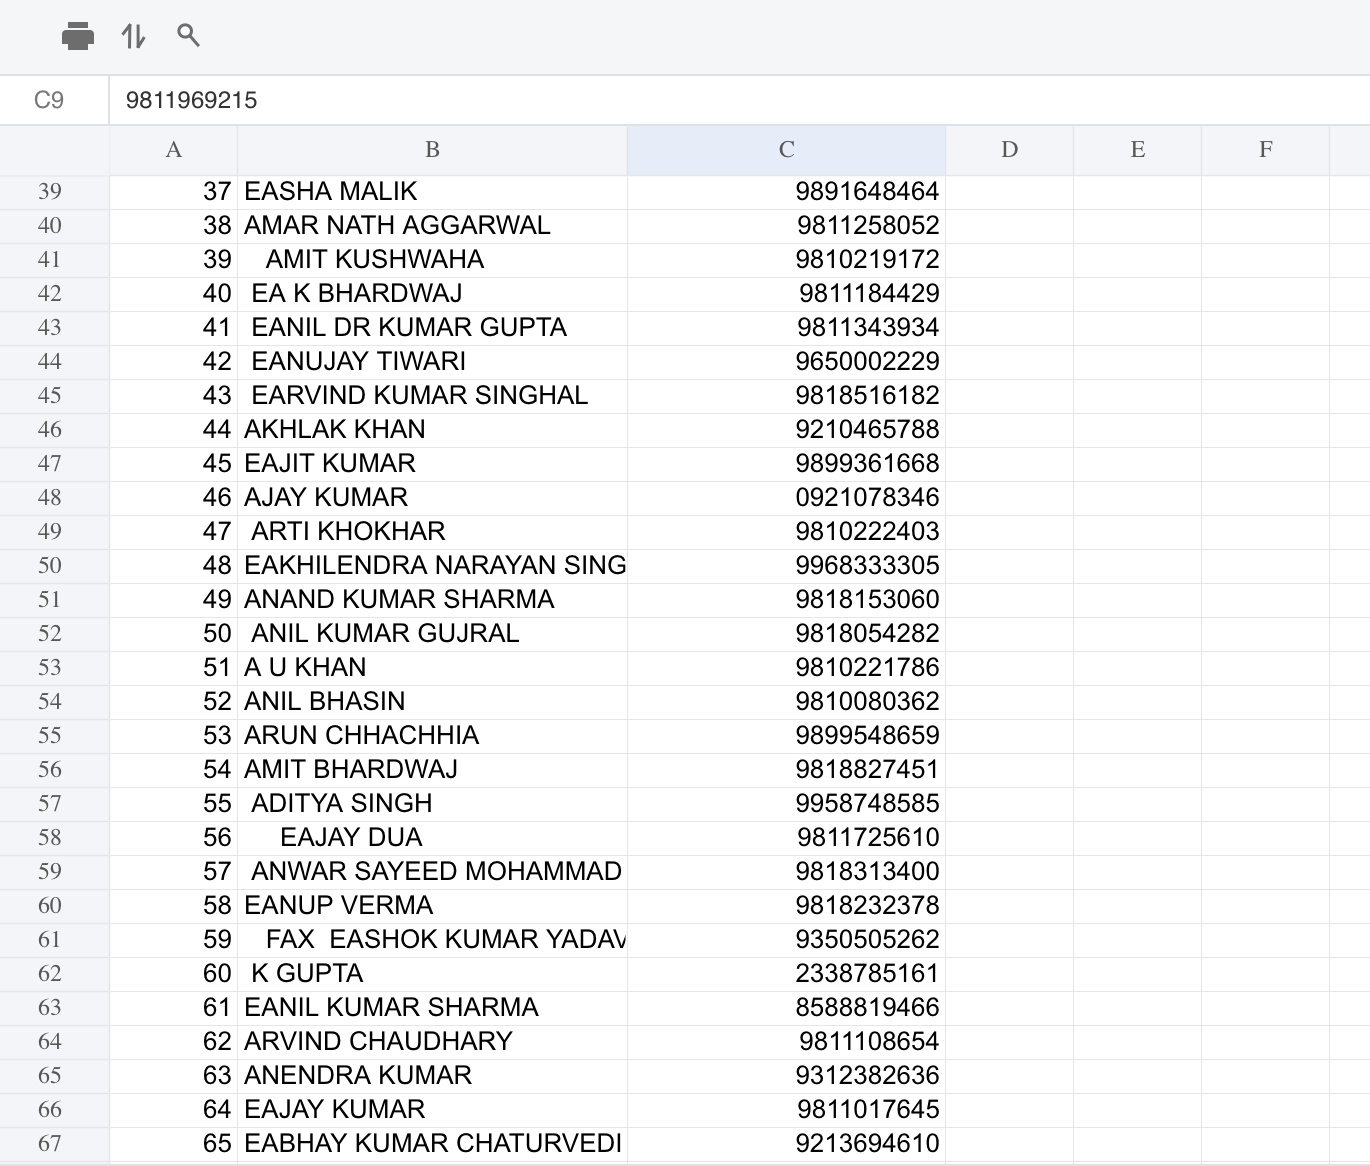 C9 9811969215
A B C D E F
39 37 EASHA MALIK 9891648464
40 38 AMAR NATH AGGARWAL 9811258052
41 39 AMIT KUSHWAHA 9810219172
42 40 EA K BHARDWAJ 9811184429
43 41 EANIL DR KUMAR GUPTA 9811343934
44 42 EANUJAY TIWARI 9650002229
45 43 EARVIND KUMAR SINGHAL 9818516182
46 44 AKHLAK KHAN 9210465788
47 45 EAJIT KUMAR 9899361668
48 46 AJAY KUMAR 0921078346
49 47 ARTI KHOKHAR 9810222403
50 48 EAKHILENDRA NARAYAN SING 9968333305
51 49 ANAND KUMAR SHARMA 9818153060
52 50 ANIL KUMAR GUJRAL 9818054282
53 51 A U KHAN 9810221786
54 52 ANIL BHASIN 9810080362
55 53 ARUN CHHACHHIA 9899548659
56 54 AMIT BHARDWAJ 9818827451
57 55 ADITYA SINGH 9958748585
58 56 EAJAY DUA 9811725610
59 57 ANWAR SAYEED MOHAMMAD 9818313400
60 58 EANUP VERMA 9818232378
61 59 FAX  EASHOK KUMAR YADAV 9350505262
62 60 K GUPTA 2338785161
63 61 EANIL KUMAR SHARMA 8588819466
64 62 ARVIND CHAUDHARY 9811108654
65 63 ANENDRA KUMAR 9312382636
66 64 EAJAY KUMAR 9811017645
67 65 EABHAY KUMAR CHATURVEDI 9213694610